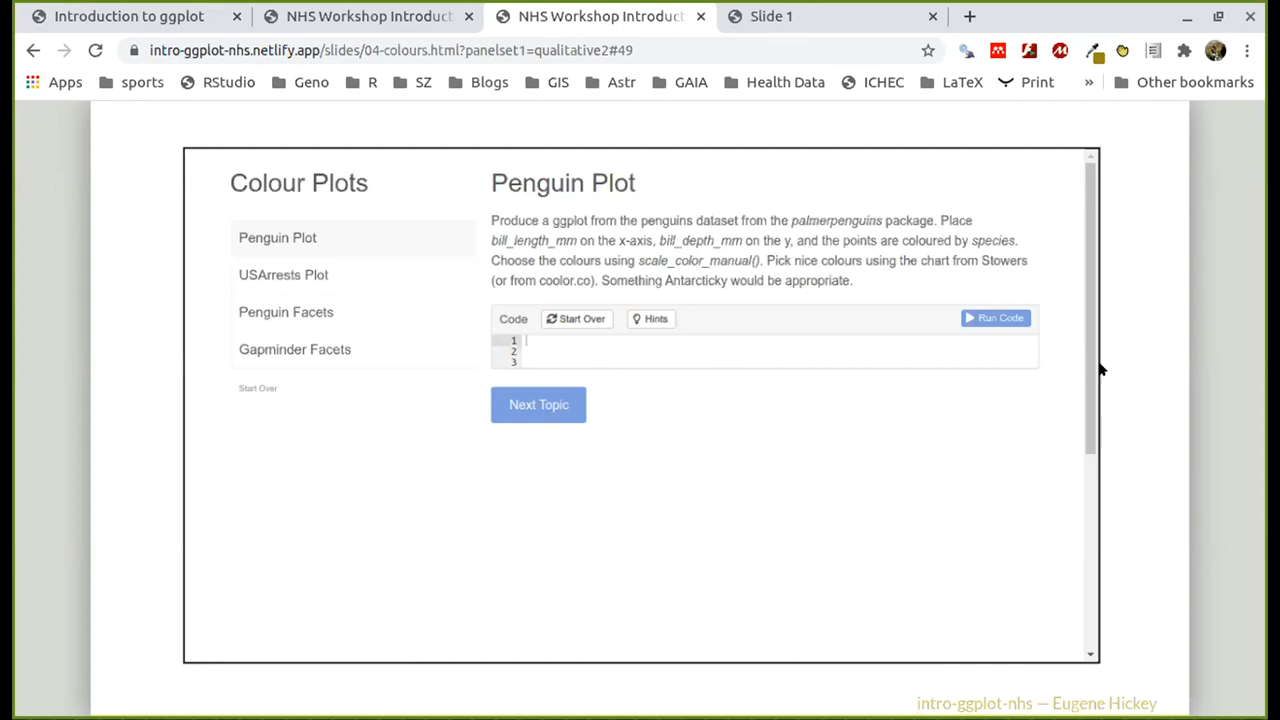 Introduction to ggplot
NHS Workshop Introduct
NHS Workshop Introduct
Slide 1
intro-ggplot-nhs.netlify.app/slides/04-colours.html?panelset1=qualitative2#49
Apps
sports
RStudio
Geno
R
SZ
Blogs
GIS
Astr
GAIA
Health Data
ICHEC
LaTeX
Print
»
Other bookmarks
Colour Plots
Penguin Plot
USArrests Plot
Penguin Facets
Gapminder Facets
Start Over
Penguin Plot
Produce a ggplot from the penguins dataset from the palmerpenguins package. Place
bill_length_mm on the x-axis, bill_depth_mm on the y, and the points are coloured by species.
Choose the colours using scale_color_manual(). Pick nice colours using the chart from Stowers
(or from coolor.co). Something Antarcticky would be appropriate.
Code
Start Over
Hints
Run Code
1
2
3
Next Topic
intro-ggplot-nhs — Eugene Hickey